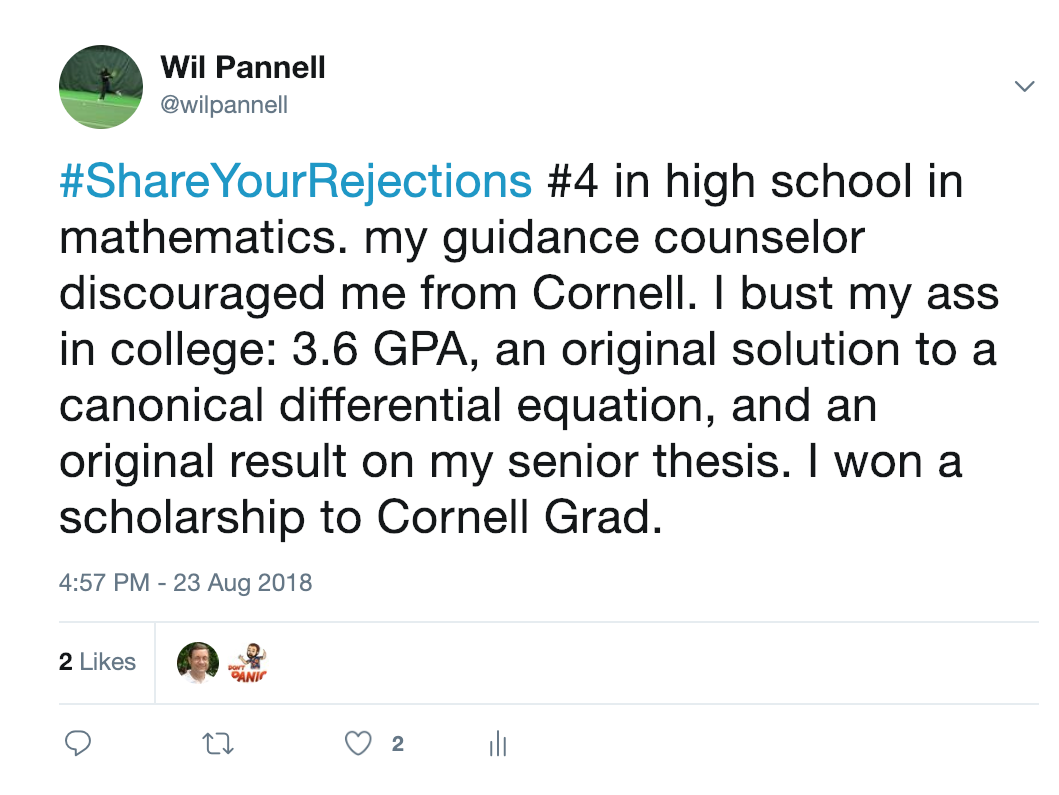 Wil Pannell
@wilpannell
#ShareYourRejections #4 in high school in
mathematics. my guidance counselor
discouraged me from Cornell. I bust my ass
in college: 3.6 GPA, an original solution to a
canonical differential equation, and an
original result on my senior thesis. I won a
scholarship to Cornell Grad.
4:57 PM - 23 Aug 2018
2 Likes
DON'T
PANIC
2